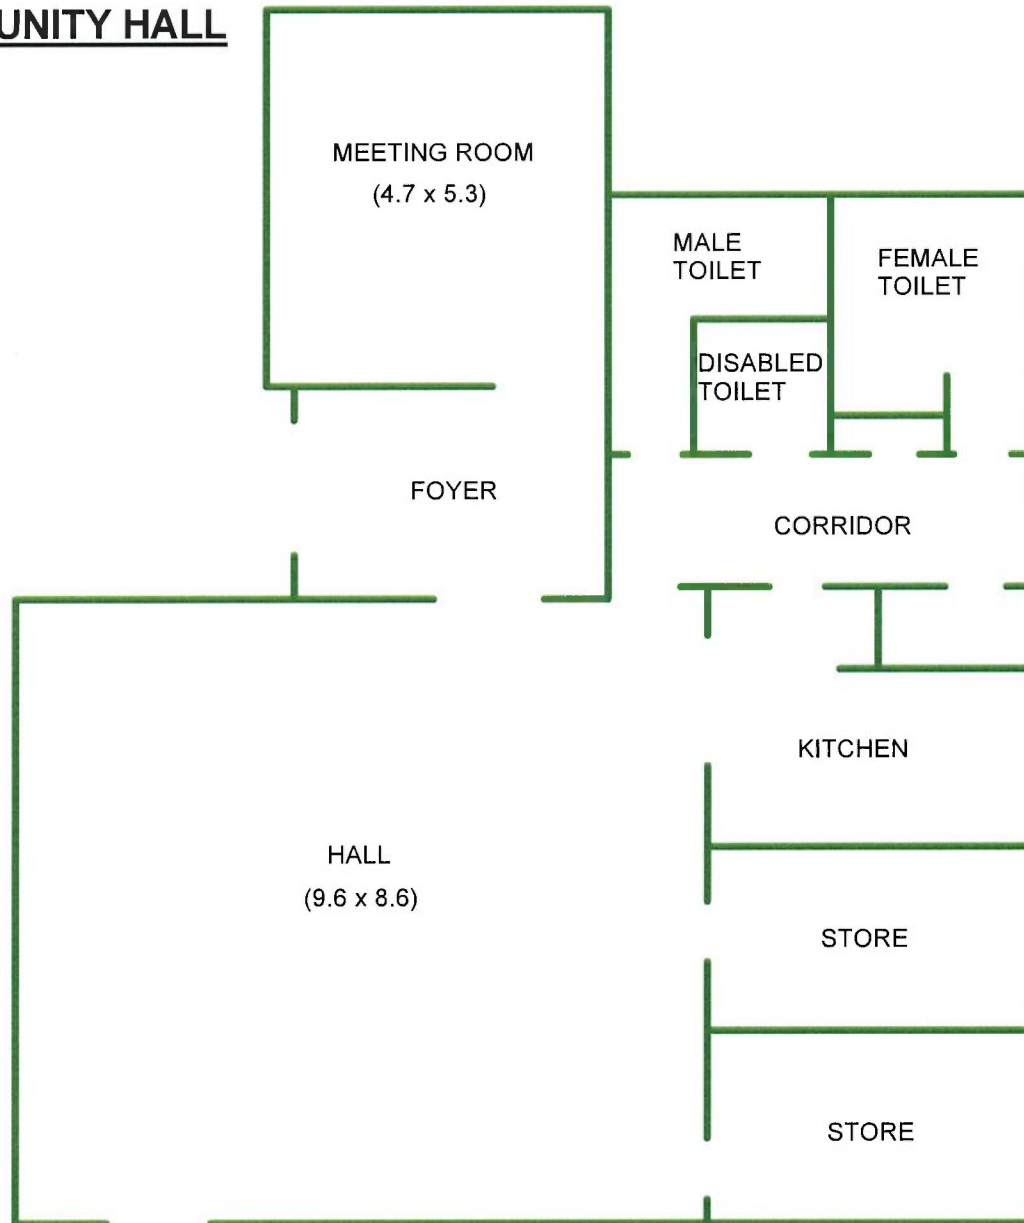 UNITY HALL
MEETING ROOM
(4.7 x 5.3)
MALE
TOILET
FEMALE
TOILET
DISABLED
TOILET
FOYER
CORRIDOR
KITCHEN
HALL
(9.6 x 8.6)
STORE
STORE